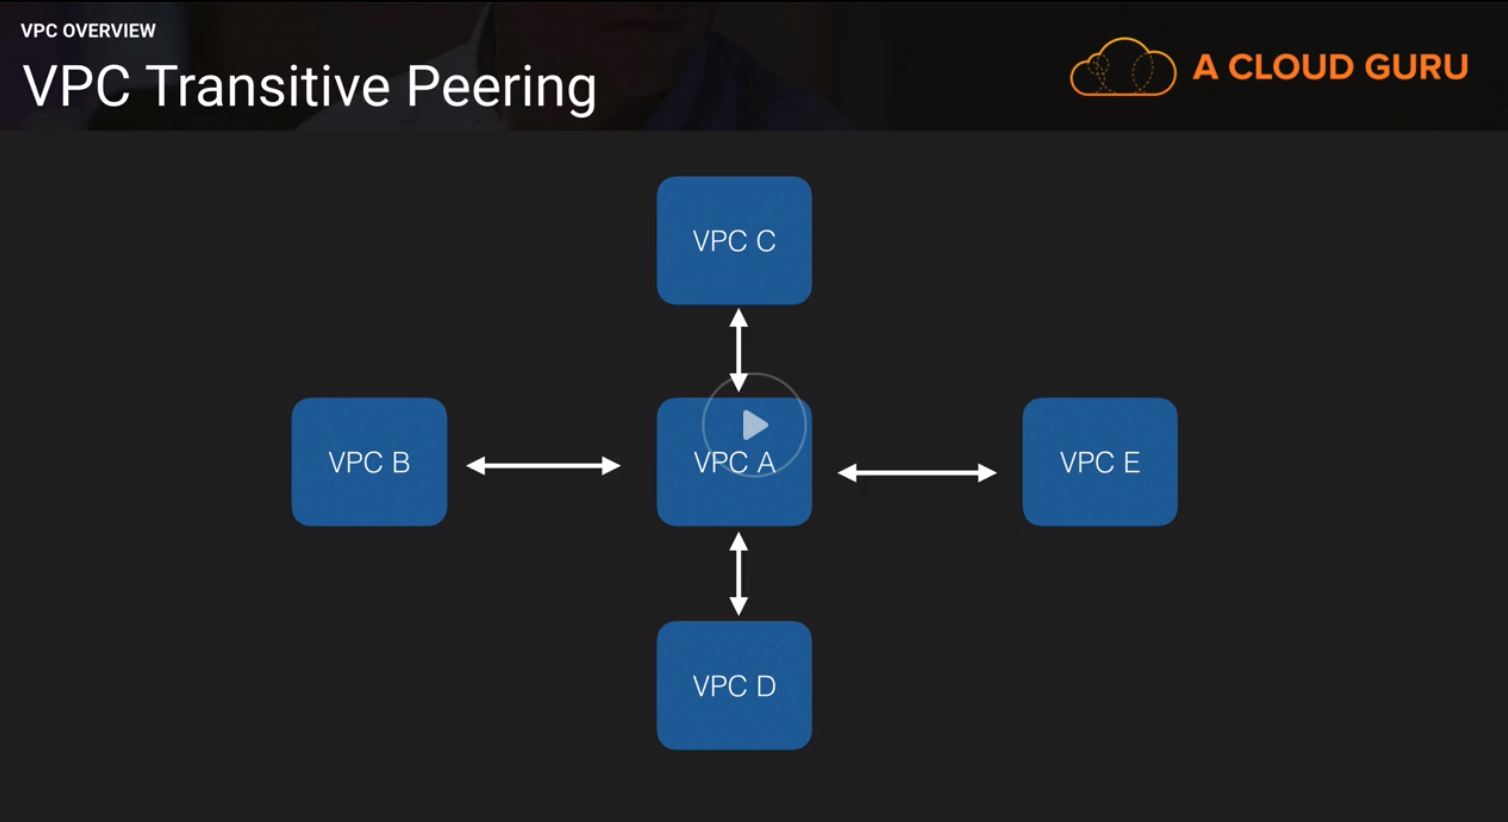 VPC OVERVIEW
VPC Transitive Peering
A CLOUD GURU
VPC C
VPC B
VPC A
VPC E
VPC D